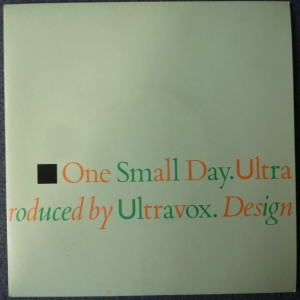 One Small Day.Ultra
roduced by Ultravox. Design